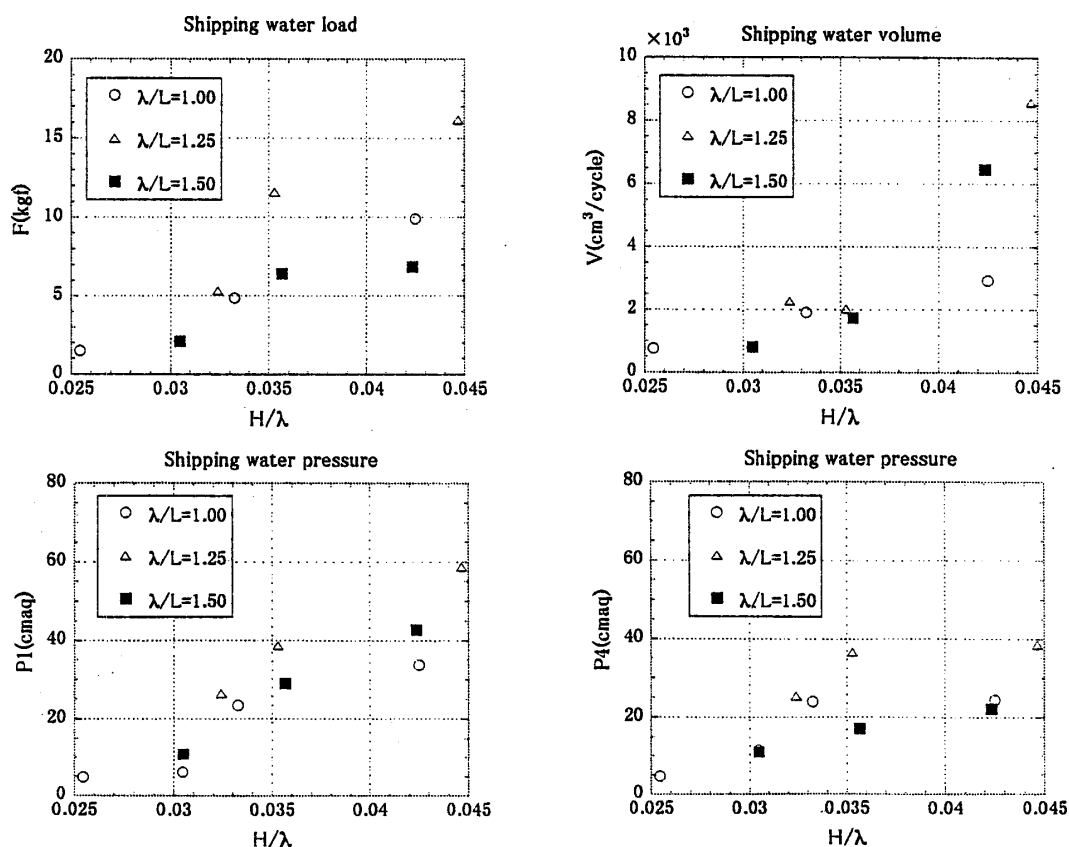 Shipping water load
20
15
10
5
0
F(kgf)
λ/L=1.00
λ/L=1.25
λ/L=1.50
0.025 0.03 0.035 0.04 0.045
H/λ
Shipping water volume
×10³
10
8
6
4
2
0
V(cm³/cycle)
λ/L=1.00
λ/L=1.25
λ/L=1.50
0.025 0.03 0.035 0.04 0.045
H/λ
Shipping water pressure
80
60
40
20
0
P1(cmaq)
λ/L=1.00
λ/L=1.25
λ/L=1.50
0.025 0.03 0.035 0.04 0.045
H/λ
Shipping water pressure
80
60
40
20
0
P4(cmaq)
λ/L=1.00
λ/L=1.25
λ/L=1.50
0.025 0.03 0.035 0.04 0.045
H/λ